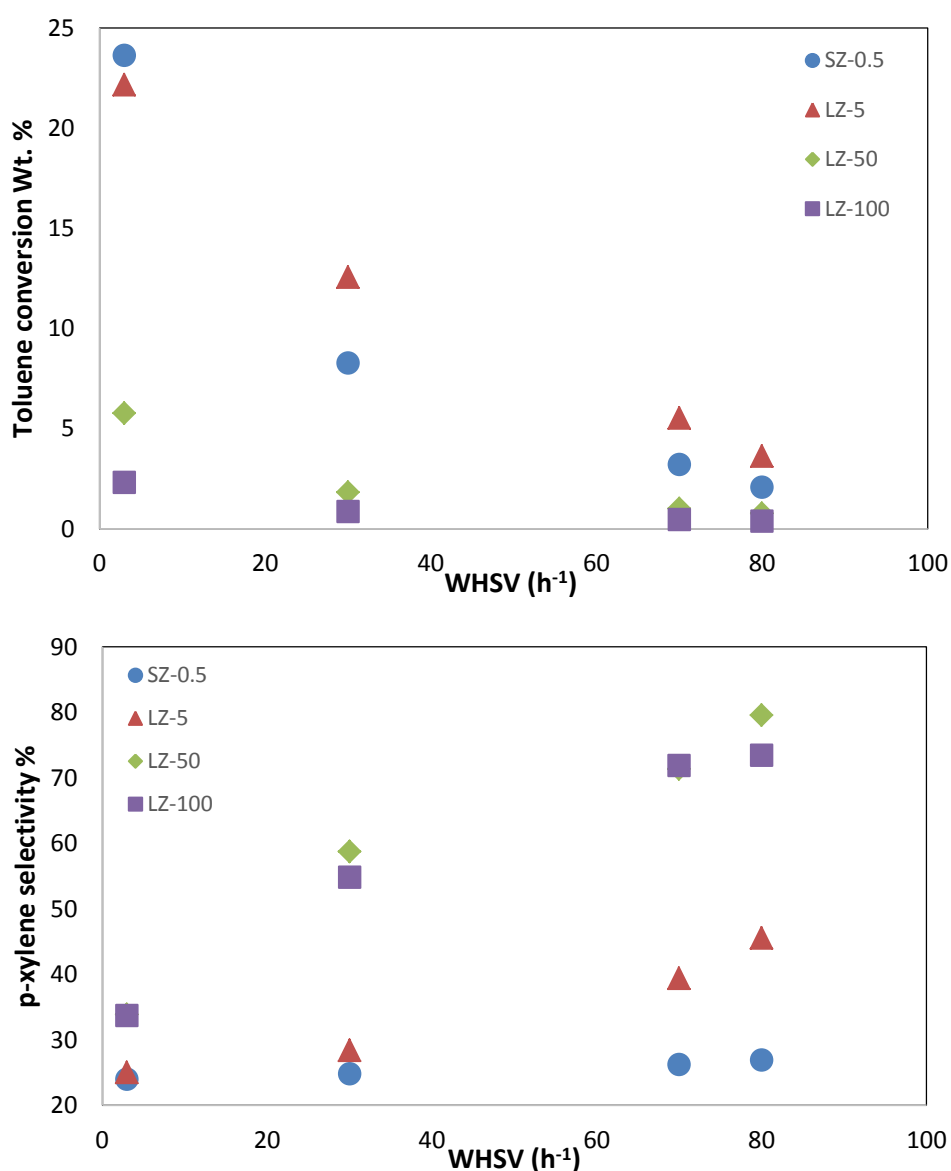 Toluene conversion Wt. %
25
20
15
10
5
0
SZ-0.5
LZ-5
LZ-50
LZ-100
0 20 40 60 80 100
WHSV (h⁻¹)
p-xylene selectivity %
90
80
70
60
50
40
30
20
SZ-0.5
LZ-5
LZ-50
LZ-100
0 20 40 60 80 100
WHSV (h⁻¹)